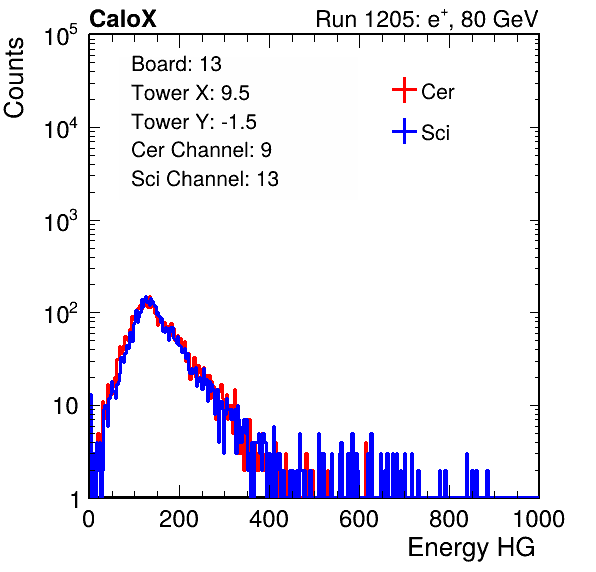 CaloX Run 1205: e⁺, 80 GeV
Counts
10⁵
10⁴
10³
10²
10
1
Board: 13
Tower X: 9.5
Tower Y: -1.5
Cer Channel: 9
Sci Channel: 13
Cer
Sci
0 200 400 600 800 1000
Energy HG